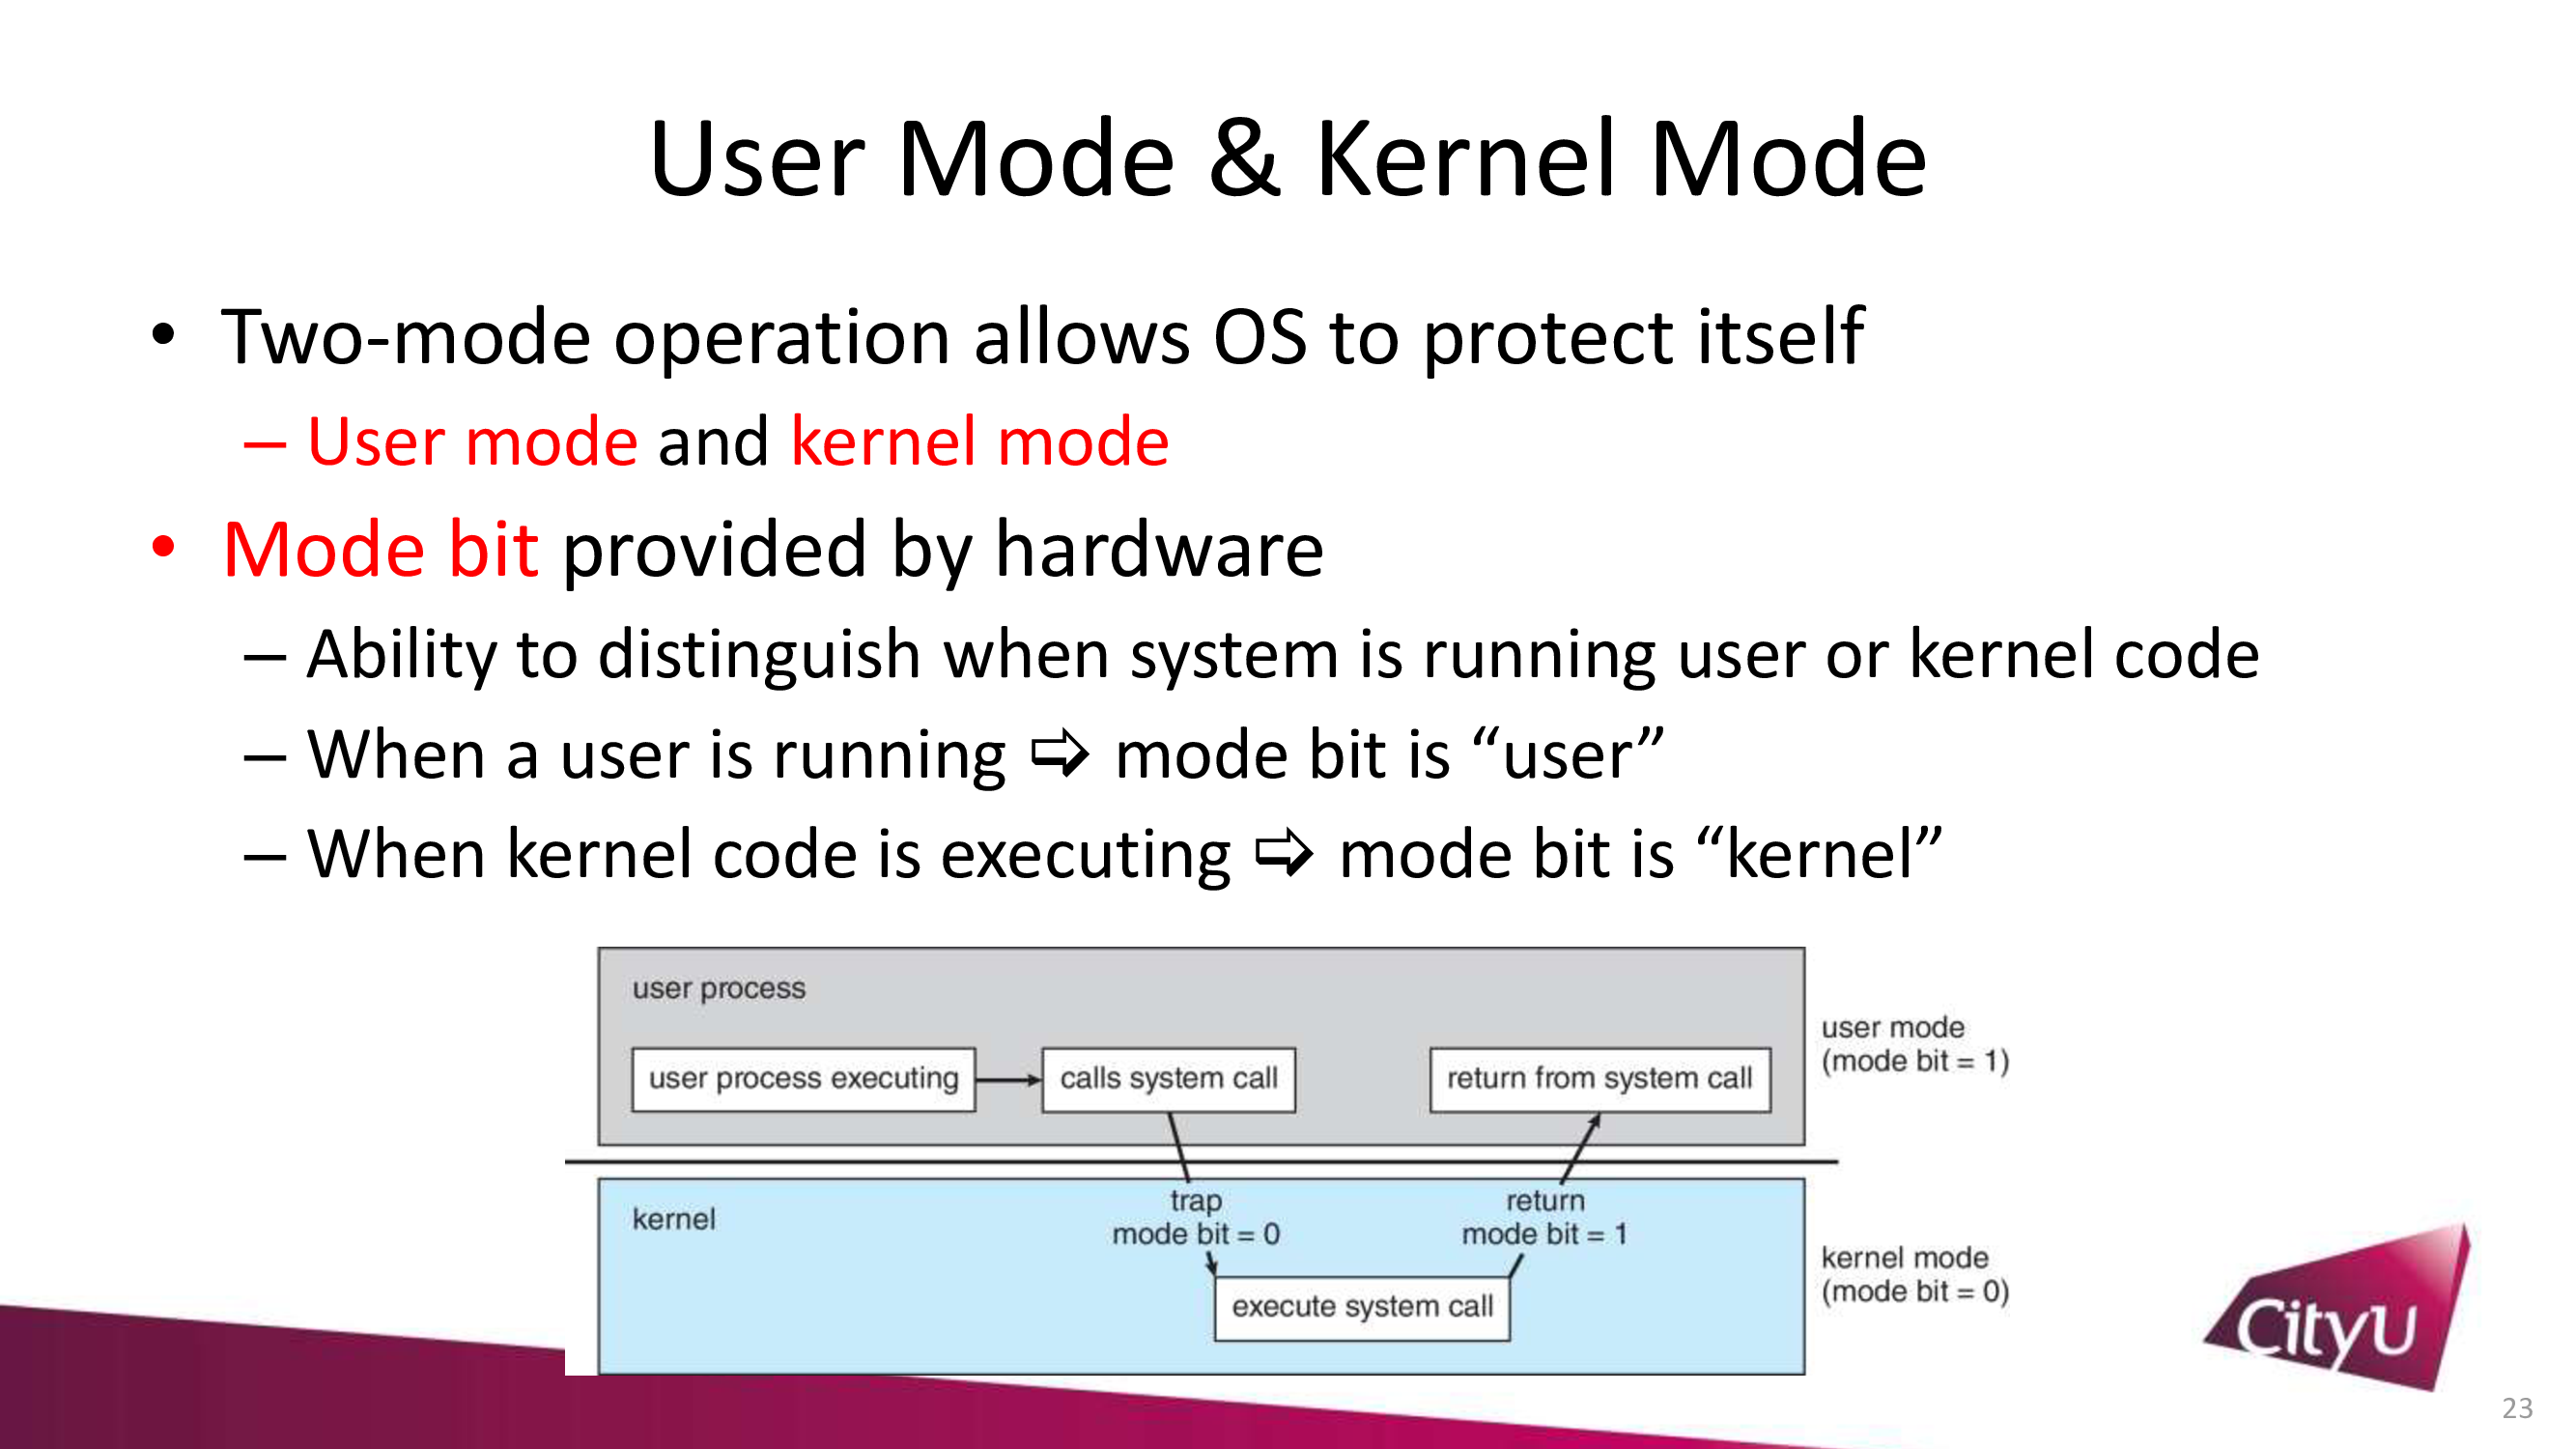 User Mode & Kernel Mode
• Two-mode operation allows OS to protect itself
– User mode and kernel mode
• Mode bit provided by hardware
– Ability to distinguish when system is running user or kernel code
– When a user is running ➩ mode bit is “user”
– When kernel code is executing ➩ mode bit is “kernel”
user process
user process executing
calls system call
return from system call
user mode
(mode bit = 1)
kernel
trap
mode bit = 0
return
mode bit = 1
execute system call
kernel mode
(mode bit = 0)
CityU
23